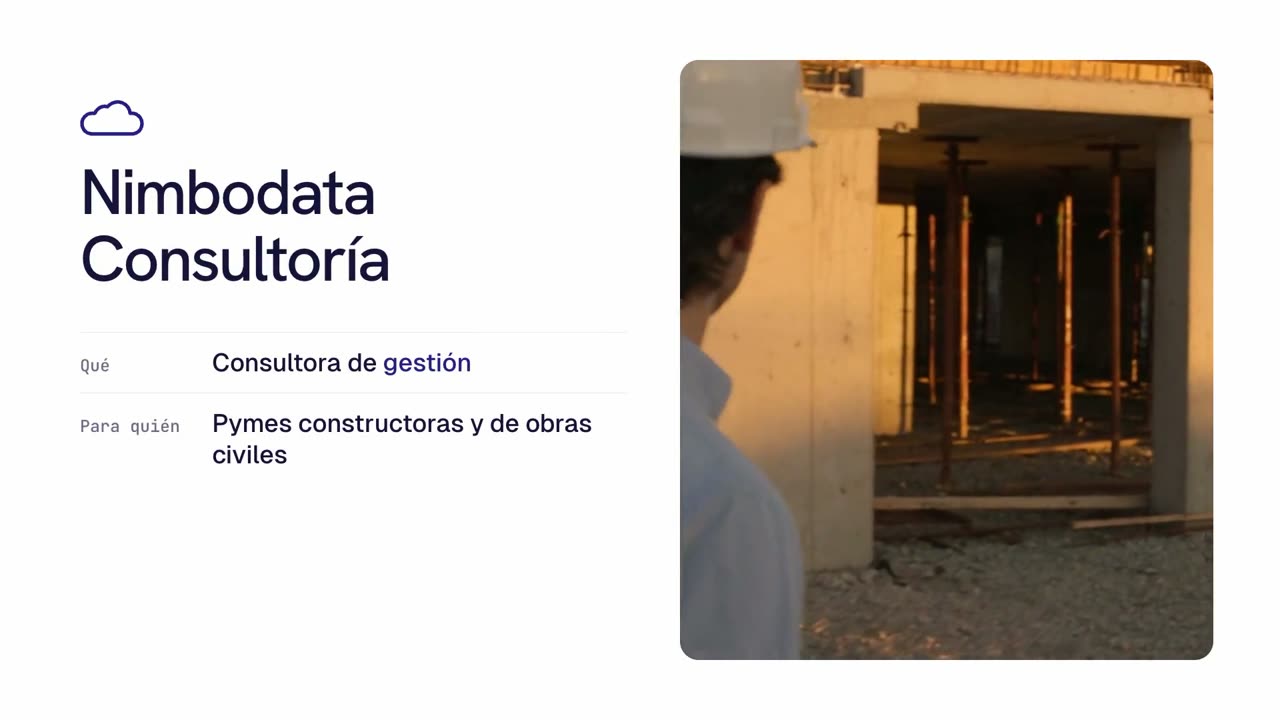 Nimbodata
Consultoría
Qué
Consultora de gestión
Para quién
Pymes constructoras y de obras
civiles